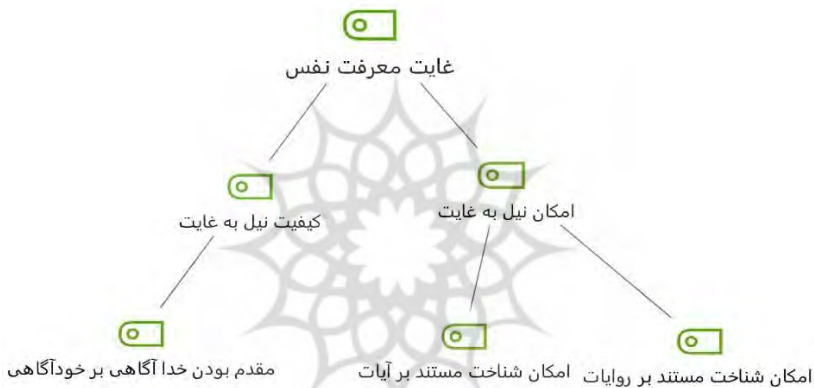 غایت معرفت نفس
امکان نیل به غایت
کیفیت نیل به غایت
امکان شناخت مستند بر روایات
امکان شناخت مستند بر آیات
مقدم بودن خدا آگاهی بر خودآگاهی